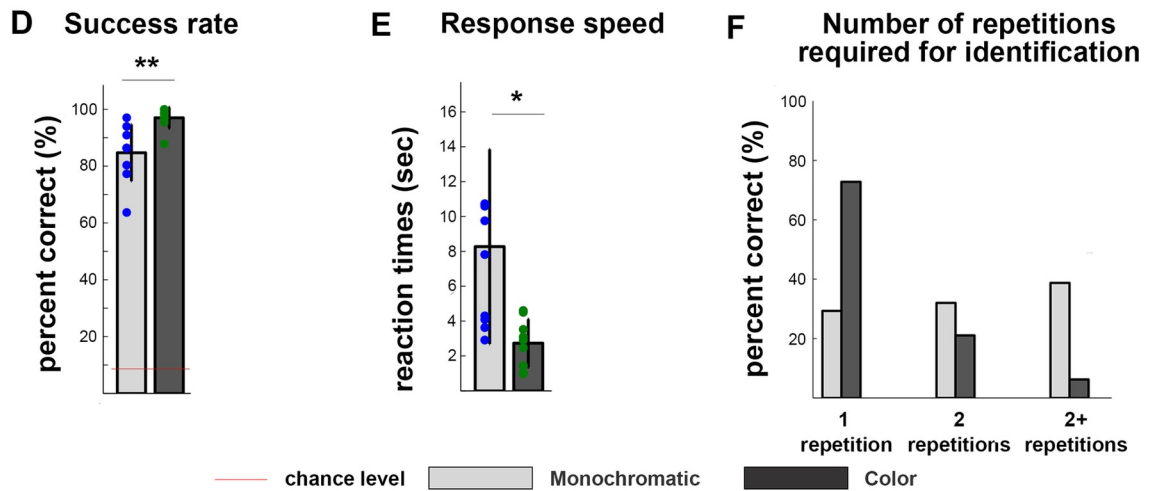 D Success rate
**
percent correct (%)
100
80
60
40
20
E Response speed
*
reaction times (sec)
16
14
12
10
8
6
4
2
F Number of repetitions
required for identification
percent correct (%)
100
80
60
40
20
1 2 2+
repetition repetitions repetitions
chance level Monochromatic Color